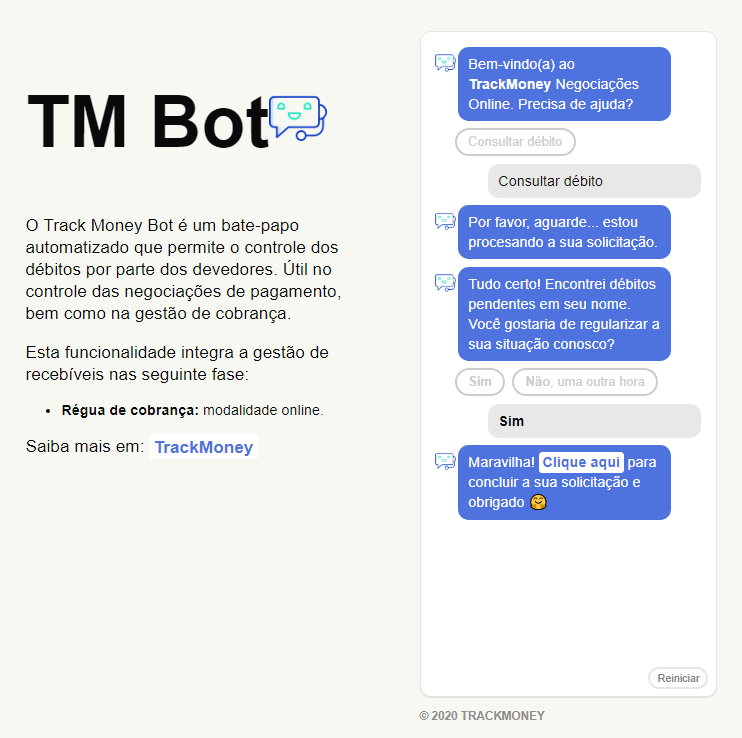 TM Bot
O Track Money Bot é um bate-papo
automatizado que permite o controle dos
débitos por parte dos devedores. Útil no
controle das negociações de pagamento,
bem como na gestão de cobrança.
Esta funcionalidade integra a gestão de
recebíveis nas seguinte fase:
• Régua de cobrança: modalidade online.
Saiba mais em: TrackMoney
Bem-vindo(a) ao
TrackMoney Negociações
Online. Precisa de ajuda?
Consultar débito
Consultar débito
Por favor, aguarde... estou
procesando a sua solicitação.
Tudo certo! Encontrei débitos
pendentes em seu nome.
Você gostaria de regularizar a
sua situação conosco?
Sim Não, uma outra hora
Sim
Maravilha! Clique aqui para
concluir a sua solicitação e
obrigado 🤗
Reiniciar
© 2020 TRACKMONEY